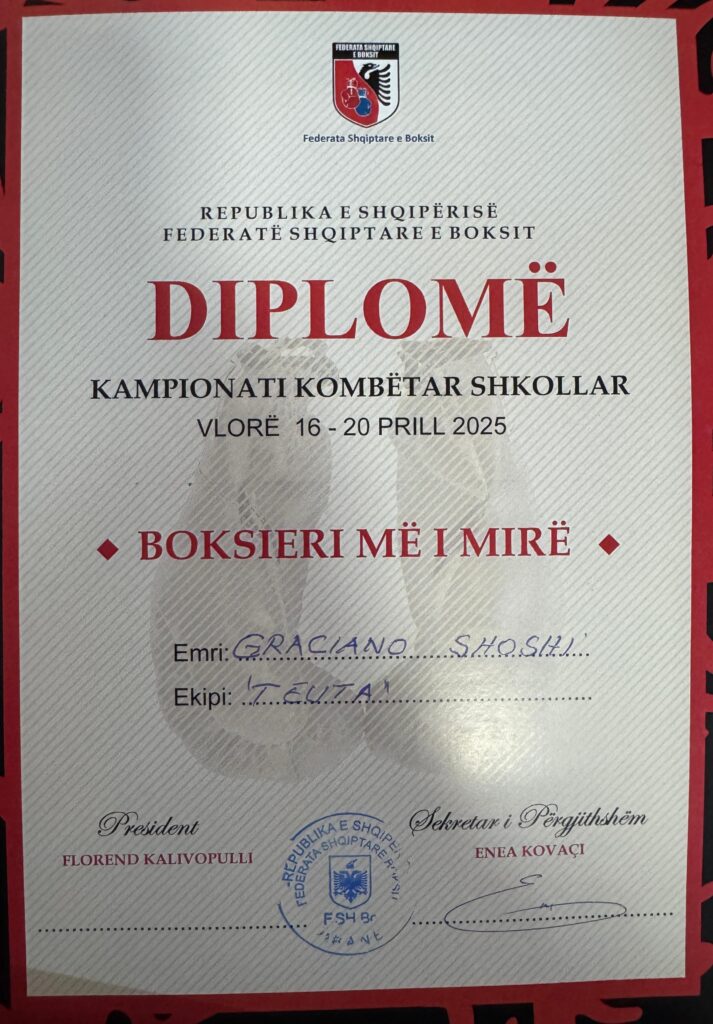 FEDERATA SHQIPTARE
E BOKSIT
Federata Shqiptare e Boksit
REPUBLIKA E SHQIPËRISË
FEDERATË SHQIPTARE E BOKSIT
DIPLOMË
KAMPIONATI KOMBËTAR SHKOLLAR
VLORË 16 - 20 PRILL 2025
BOKSIERI MË I MIRË
Emri: GRACIANO SHOSHI
Ekipi: 'TEUTA'
President
FLOREND KALIVOPULLI
Sekretar i Përgjithshëm
ENEA KOVAÇI
REPUBLIKA E
FEDERATA SHQIPTARE
FSH